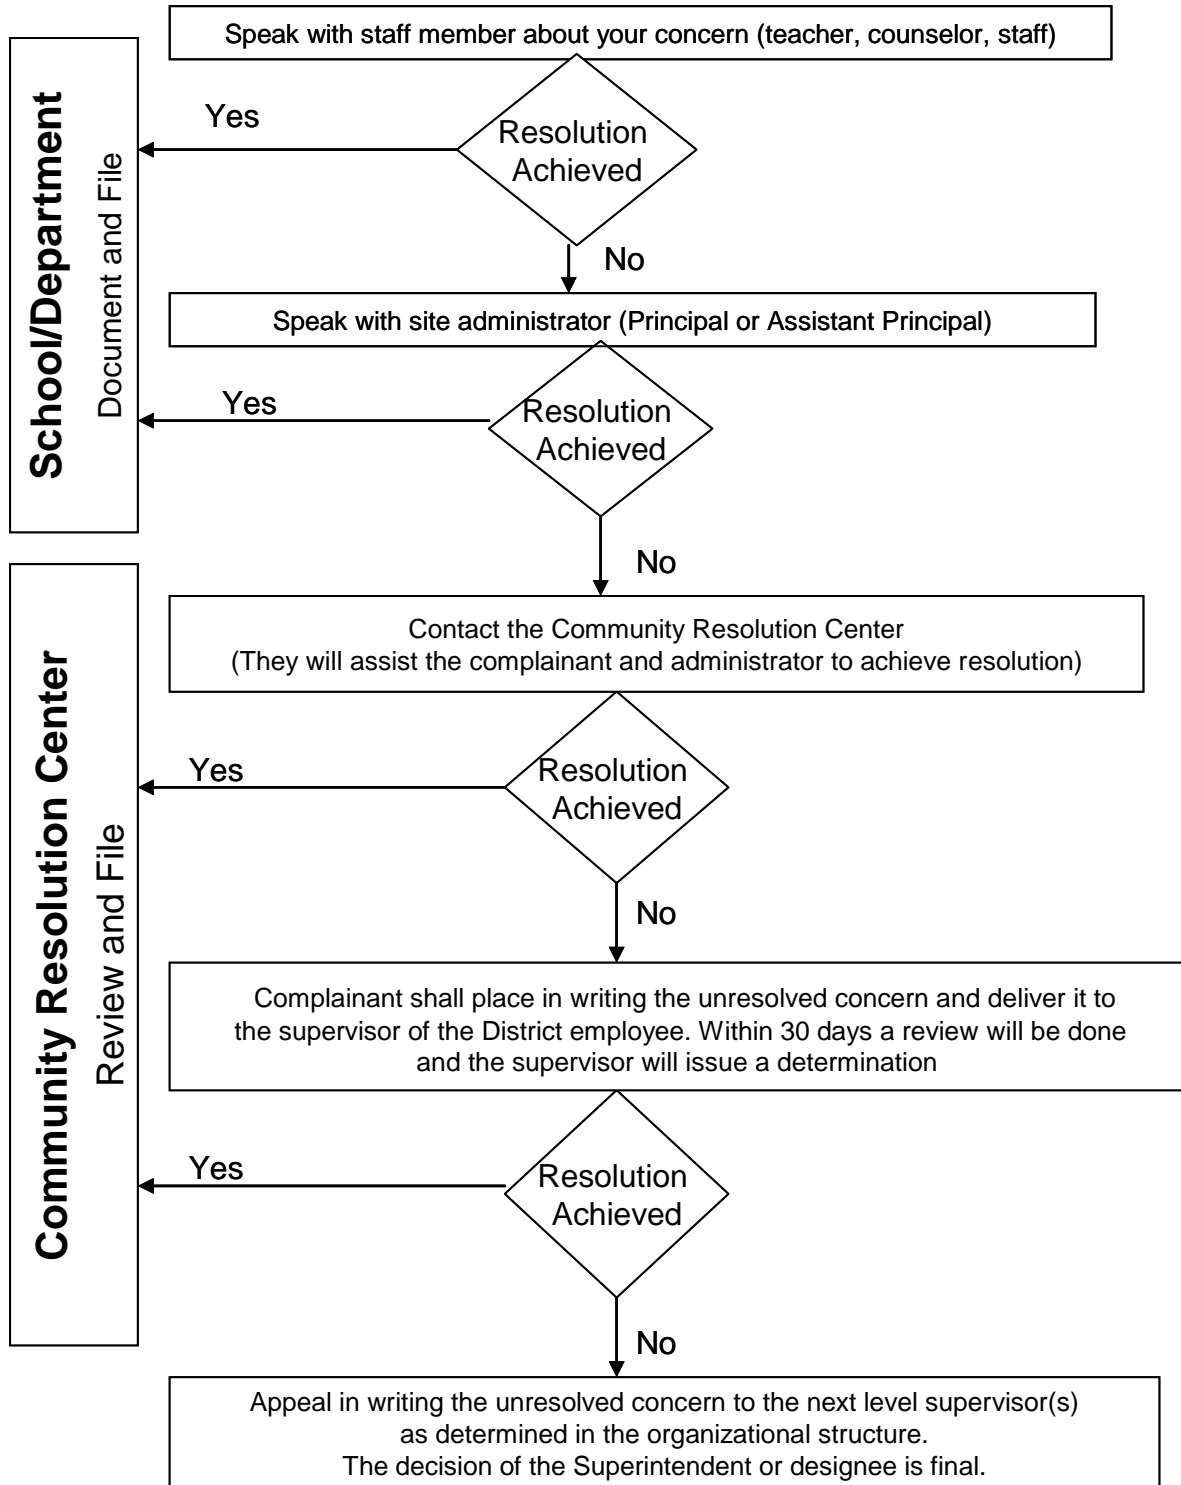 Speak with staff member about your concern (teacher, counselor, staff)
School/Department
Document and File
Yes
Resolution
Achieved
No
Speak with site administrator (Principal or Assistant Principal)
Yes
Resolution
Achieved
No
Community Resolution Center
Review and File
Contact the Community Resolution Center
(They will assist the complainant and administrator to achieve resolution)
Yes
Resolution
Achieved
No
Complainant shall place in writing the unresolved concern and deliver it to
the supervisor of the District employee. Within 30 days a review will be done
and the supervisor will issue a determination
Yes
Resolution
Achieved
No
Appeal in writing the unresolved concern to the next level supervisor(s)
as determined in the organizational structure.
The decision of the Superintendent or designee is final.